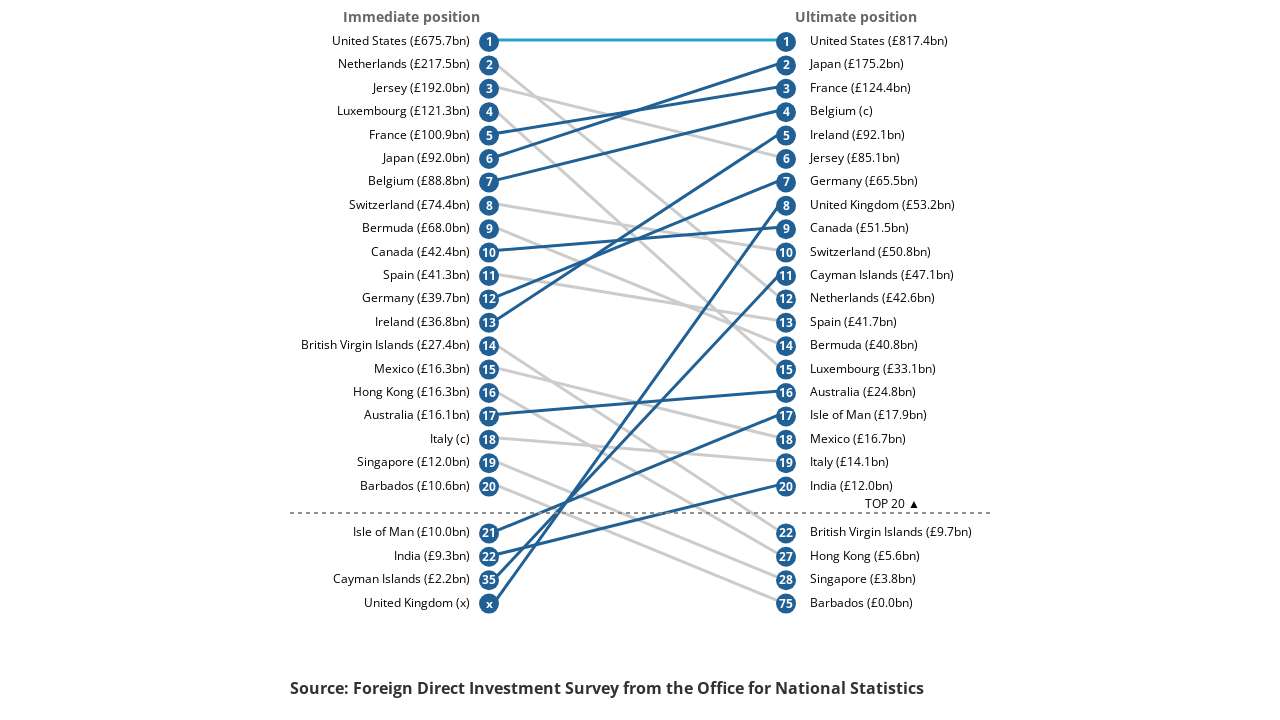 Immediate position Ultimate position
United States (£675.7bn) 1 1 United States (£817.4bn)
Netherlands (£217.5bn) 2 2 Japan (£175.2bn)
Jersey (£192.0bn) 3 3 France (£124.4bn)
Luxembourg (£121.3bn) 4 4 Belgium (c)
France (£100.9bn) 5 5 Ireland (£92.1bn)
Japan (£92.0bn) 6 6 Jersey (£85.1bn)
Belgium (£88.8bn) 7 7 Germany (£65.5bn)
Switzerland (£74.4bn) 8 8 United Kingdom (£53.2bn)
Bermuda (£68.0bn) 9 9 Canada (£51.5bn)
Canada (£42.4bn) 10 10 Switzerland (£50.8bn)
Spain (£41.3bn) 11 11 Cayman Islands (£47.1bn)
Germany (£39.7bn) 12 12 Netherlands (£42.6bn)
Ireland (£36.8bn) 13 13 Spain (£41.7bn)
British Virgin Islands (£27.4bn) 14 14 Bermuda (£40.8bn)
Mexico (£16.3bn) 15 15 Luxembourg (£33.1bn)
Hong Kong (£16.3bn) 16 16 Australia (£24.8bn)
Australia (£16.1bn) 17 17 Isle of Man (£17.9bn)
Italy (c) 18 18 Mexico (£16.7bn)
Singapore (£12.0bn) 19 19 Italy (£14.1bn)
Barbados (£10.6bn) 20 20 India (£12.0bn)
TOP 20 ▲
Isle of Man (£10.0bn) 21 22 British Virgin Islands (£9.7bn)
India (£9.3bn) 22 27 Hong Kong (£5.6bn)
Cayman Islands (£2.2bn) 35 28 Singapore (£3.8bn)
United Kingdom (x) x 75 Barbados (£0.0bn)
Source: Foreign Direct Investment Survey from the Office for National Statistics